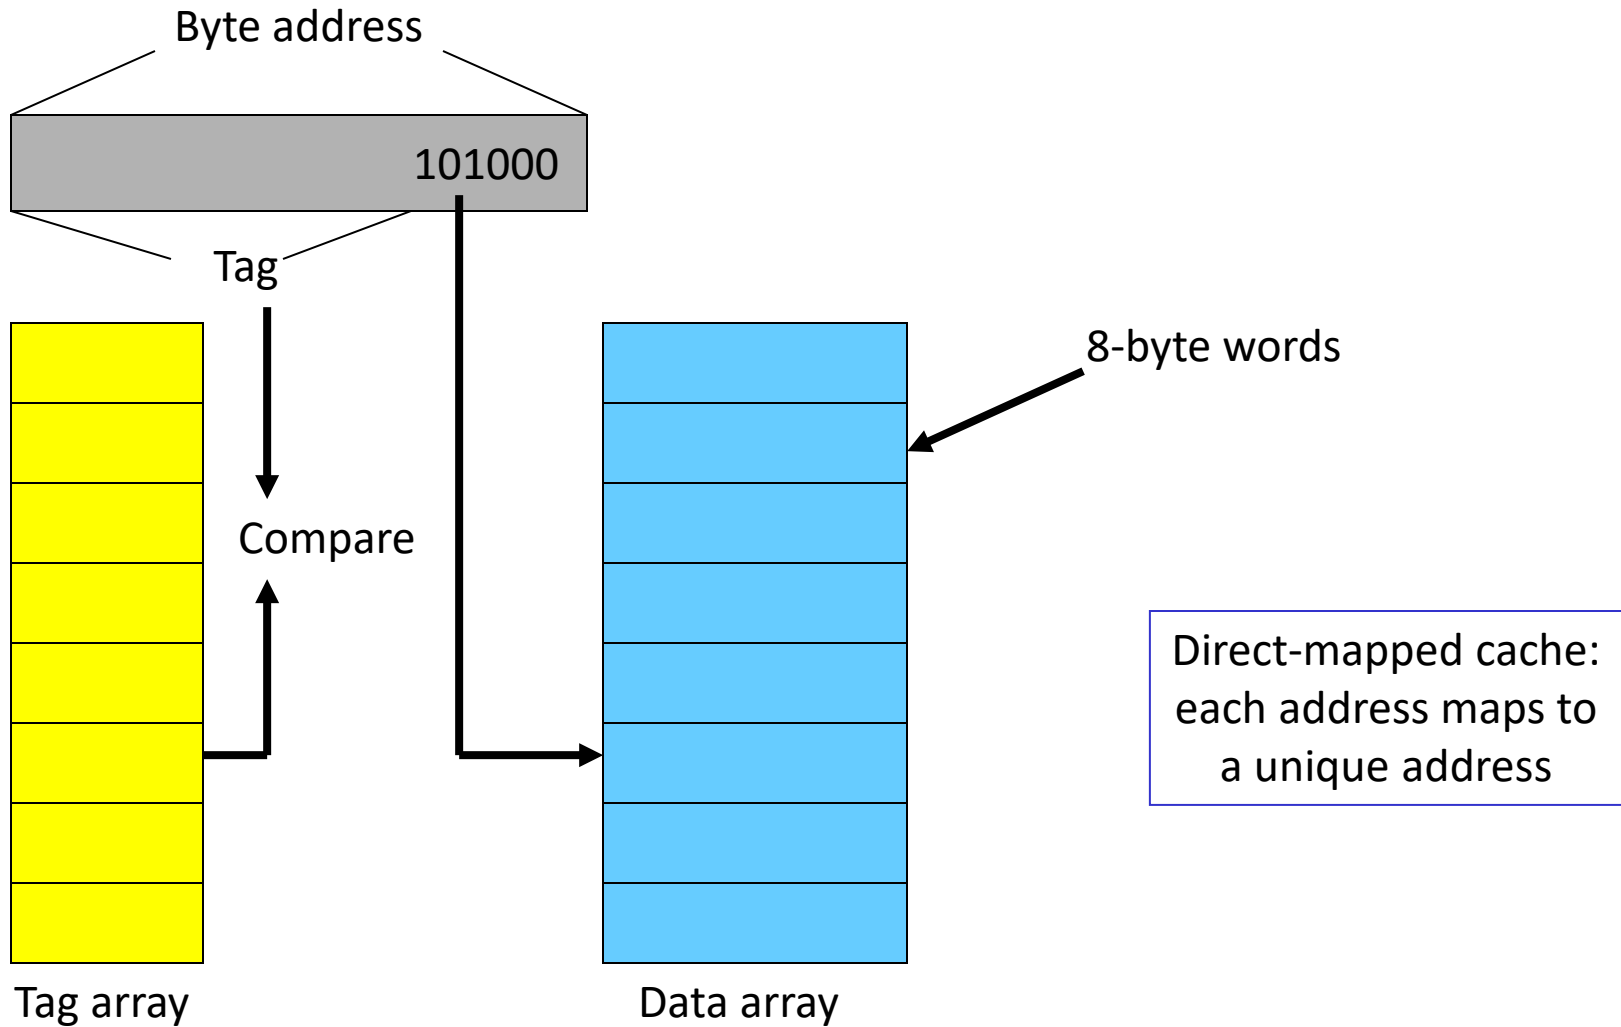 Byte address
101000
Tag
8-byte words
Compare
Direct-mapped cache:
each address maps to
a unique address
Tag array
Data array